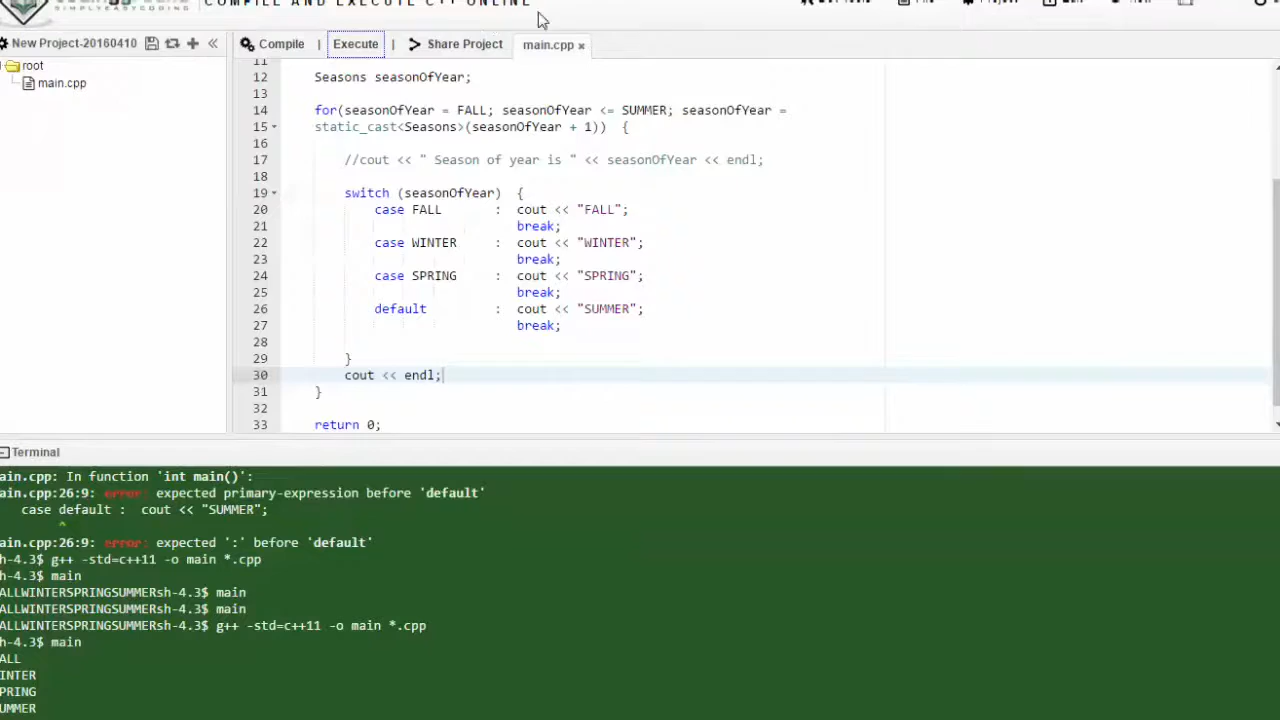 COMPILE AND EXECUTE C++ ONLINE
SIMPLYEASYCODING
New Project-20160410
Compile | Execute | Share Project
main.cpp ×
root
main.cpp
11
12 Seasons seasonOfYear;
13
14 for(seasonOfYear = FALL; seasonOfYear <= SUMMER; seasonOfYear =
15 static_cast<Seasons>(seasonOfYear + 1)) {
16
17 //cout << " Season of year is " << seasonOfYear << endl;
18
19 switch (seasonOfYear) {
20 case FALL : cout << "FALL";
21 break;
22 case WINTER : cout << "WINTER";
23 break;
24 case SPRING : cout << "SPRING";
25 break;
26 default : cout << "SUMMER";
27 break;
28
29 }
30 cout << endl;
31 }
32
33 return 0;
Terminal
ain.cpp: In function 'int main()':
ain.cpp:26:9: error: expected primary-expression before 'default'
case default : cout << "SUMMER";
^
ain.cpp:26:9: error: expected ':' before 'default'
h-4.3$ g++ -std=c++11 -o main *.cpp
h-4.3$ main
ALLWINTERSPRINGSUMMERsh-4.3$ main
ALLWINTERSPRINGSUMMERsh-4.3$ main
ALLWINTERSPRINGSUMMERsh-4.3$ g++ -std=c++11 -o main *.cpp
h-4.3$ main
ALL
INTER
PRING
UMMER